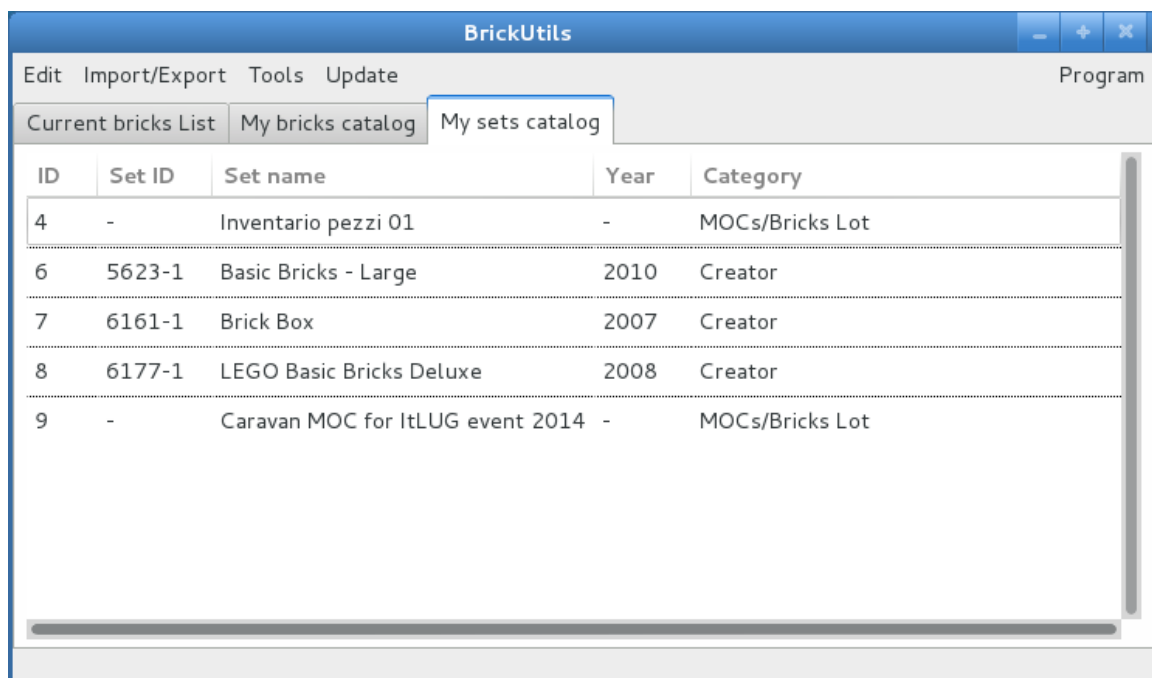 BrickUtils
Edit Import/Export Tools Update Program
Current bricks List My bricks catalog My sets catalog
ID Set ID Set name Year Category
4 - Inventario pezzi 01 - MOCs/Bricks Lot
6 5623-1 Basic Bricks - Large 2010 Creator
7 6161-1 Brick Box 2007 Creator
8 6177-1 LEGO Basic Bricks Deluxe 2008 Creator
9 - Caravan MOC for ItLUG event 2014 - MOCs/Bricks Lot